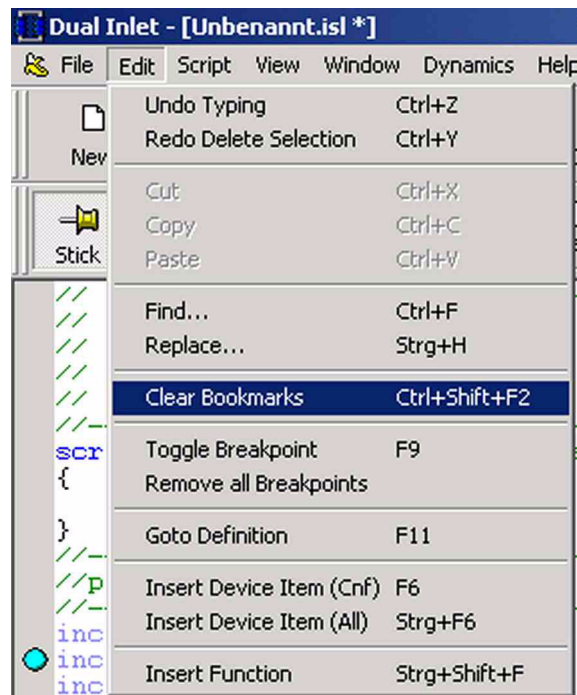 Dual Inlet - [Unbenannt.isl *]
File Edit Script View Window Dynamics Help
New
Stick
Undo Typing Ctrl+Z
Redo Delete Selection Ctrl+Y
Cut Ctrl+X
Copy Ctrl+C
Paste Ctrl+V
Find... Ctrl+F
Replace... Strg+H
Clear Bookmarks Ctrl+Shift+F2
Toggle Breakpoint F9
Remove all Breakpoints
Goto Definition F11
Insert Device Item (Cnf) F6
Insert Device Item (All) Strg+F6
Insert Function Strg+Shift+F
//
//
//
//
//
//-
scr
{
}
//-
//p
//-
inc
inc
inc